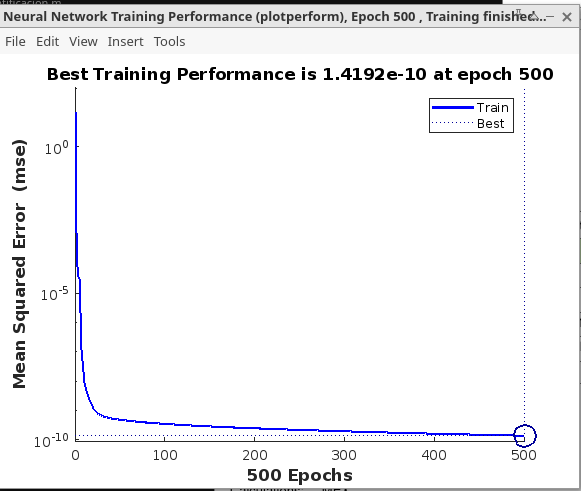 Neural Network Training Performance (plotperform), Epoch 500 , Training finished...
File Edit View Insert Tools
Best Training Performance is 1.4192e-10 at epoch 500
Train
Best
Mean Squared Error (mse)
10^0
10^-5
10^-10
0 100 200 300 400 500
500 Epochs